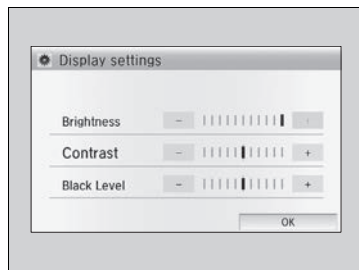 Display settings
Brightness - +
Contrast - +
Black Level - +
OK